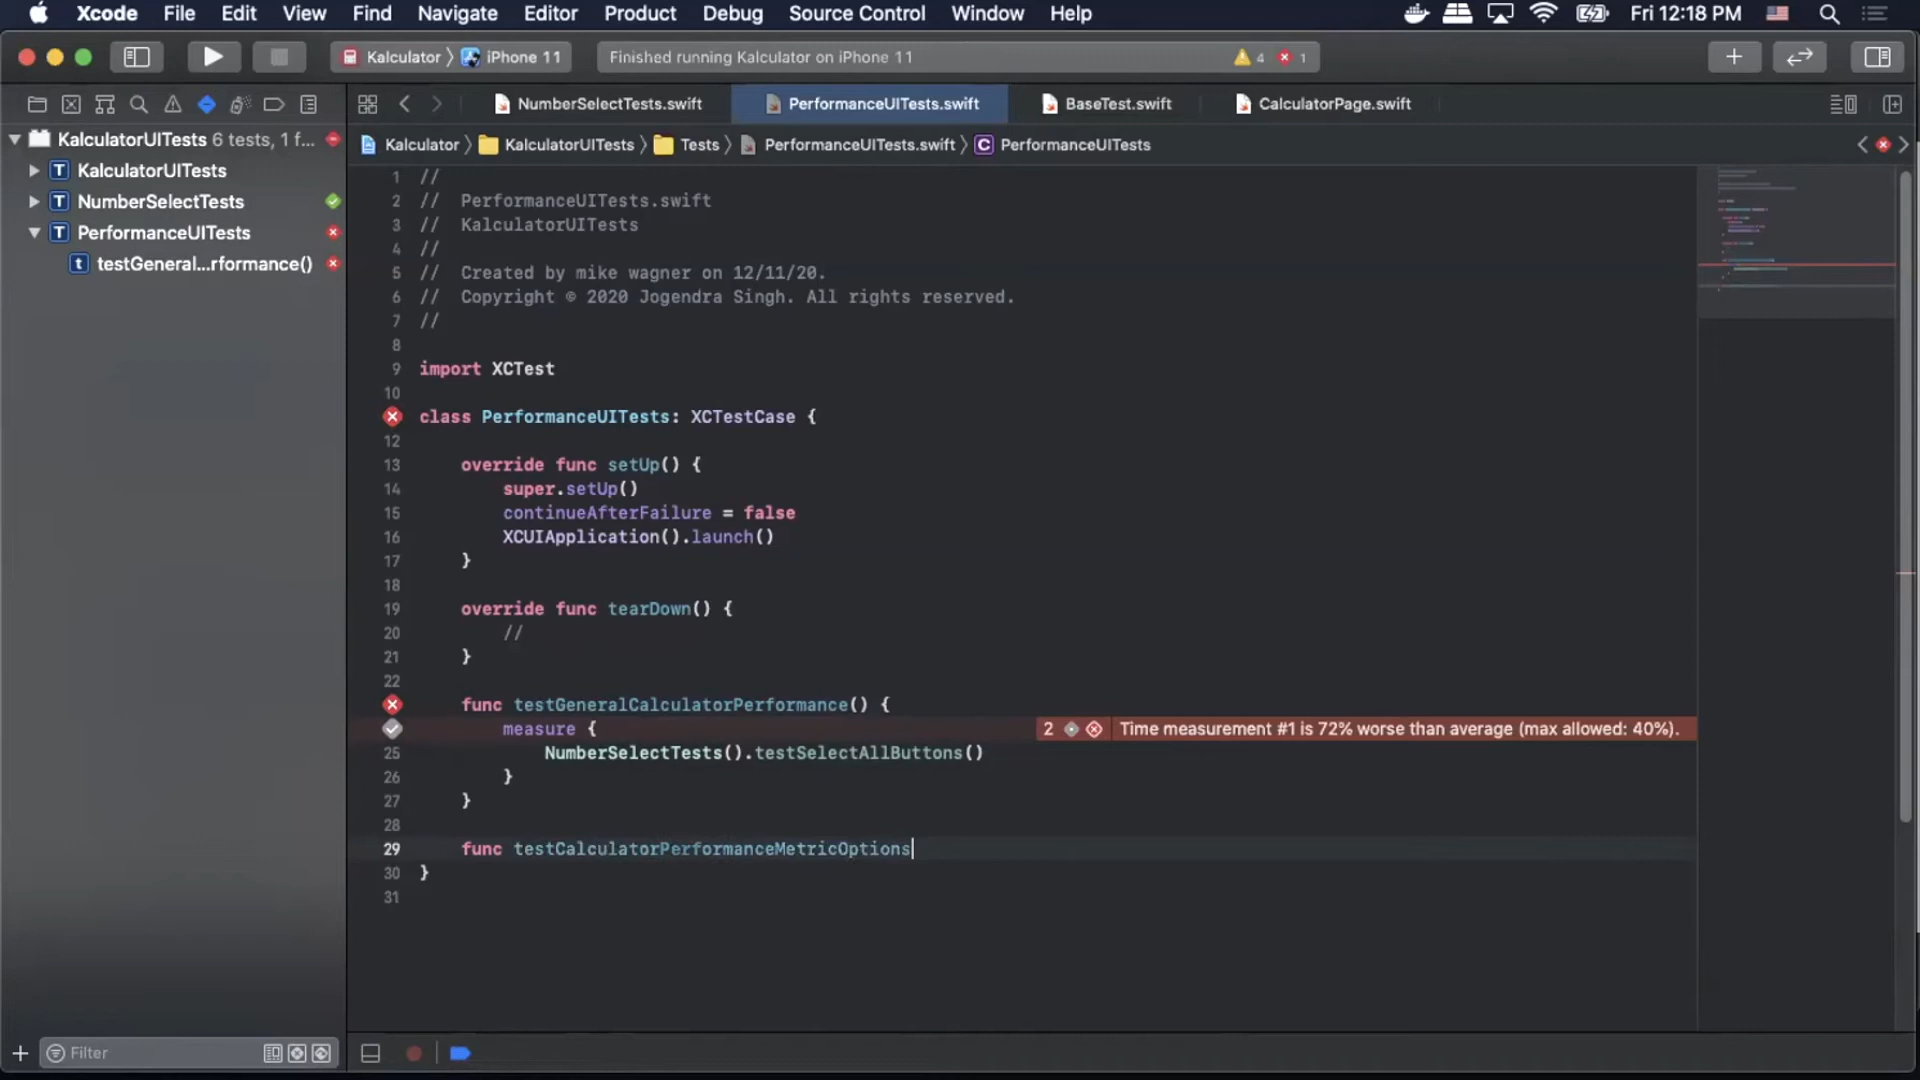 Xcode File Edit View Find Navigate Editor Product Debug Source Control Window Help Fri 12:18 PM
Kalculator 〉 iPhone 11 Finished running Kalculator on iPhone 11 4 1
NumberSelectTests.swift PerformanceUITests.swift BaseTest.swift CalculatorPage.swift
KalculatorUITests 6 tests, 1 f...
Kalculator 〉 KalculatorUITests 〉 Tests 〉 PerformanceUITests.swift 〉 C PerformanceUITests
T KalculatorUITests
T NumberSelectTests
T PerformanceUITests
t testGeneral...rformance()
1 //
2 //  PerformanceUITests.swift
3 //  KalculatorUITests
4 //
5 //  Created by mike wagner on 12/11/20.
6 //  Copyright © 2020 Jogendra Singh. All rights reserved.
7 //
8
9 import XCTest
10
class PerformanceUITests: XCTestCase {
12
13     override func setUp() {
14         super.setUp()
15         continueAfterFailure = false
16         XCUIApplication().launch()
17     }
18
19     override func tearDown() {
20         //
21     }
22
func testGeneralCalculatorPerformance() {
measure { 2 Time measurement #1 is 72% worse than average (max allowed: 40%).
25             NumberSelectTests().testSelectAllButtons()
26         }
27     }
28
29     func testCalculatorPerformanceMetricOptions
30 }
31
Filter